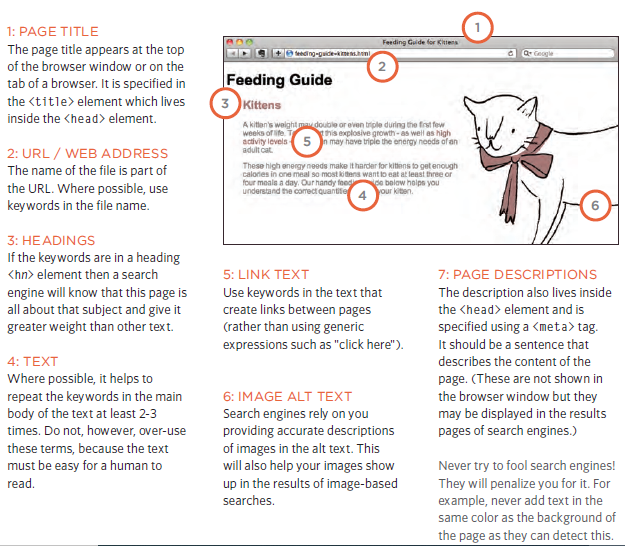 1: PAGE TITLE
The page title appears at the top
of the browser window or on the
tab of a browser. It is specified in
the <title> element which lives
inside the <head> element.
2: URL / WEB ADDRESS
The name of the file is part of
the URL. Where possible, use
keywords in the file name.
3: HEADINGS
If the keywords are in a heading
<hn> element then a search
engine will know that this page is
all about that subject and give it
greater weight than other text.
4: TEXT
Where possible, it helps to
repeat the keywords in the main
body of the text at least 2-3
times. Do not, however, over-use
these terms, because the text
must be easy for a human to
read.
1
Feeding Guide for Kittens
feeding-guide-kittens.html
Google
2
Feeding Guide
3
Kittens
A kitten's weight may double or even triple during the first few
weeks of life. this explosive growth - as well as high
activity levels - may have triple the energy needs of an
adult cat.
5
These high energy needs make it harder for kittens to get enough
calories in one meal so most kittens want to eat at least three or
four meals a day. Our handy below helps you
understand the correct your kitten.
4
6
5: LINK TEXT
Use keywords in the text that
create links between pages
(rather than using generic
expressions such as "click here").
6: IMAGE ALT TEXT
Search engines rely on you
providing accurate descriptions
of images in the alt text. This
will also help your images show
up in the results of image-based
searches.
7: PAGE DESCRIPTIONS
The description also lives inside
the <head> element and is
specified using a <meta> tag.
It should be a sentence that
describes the content of the
page. (These are not shown in
the browser window but they
may be displayed in the results
pages of search engines.)
Never try to fool search engines!
They will penalize you for it. For
example, never add text in the
same color as the background of
the page as they can detect this.